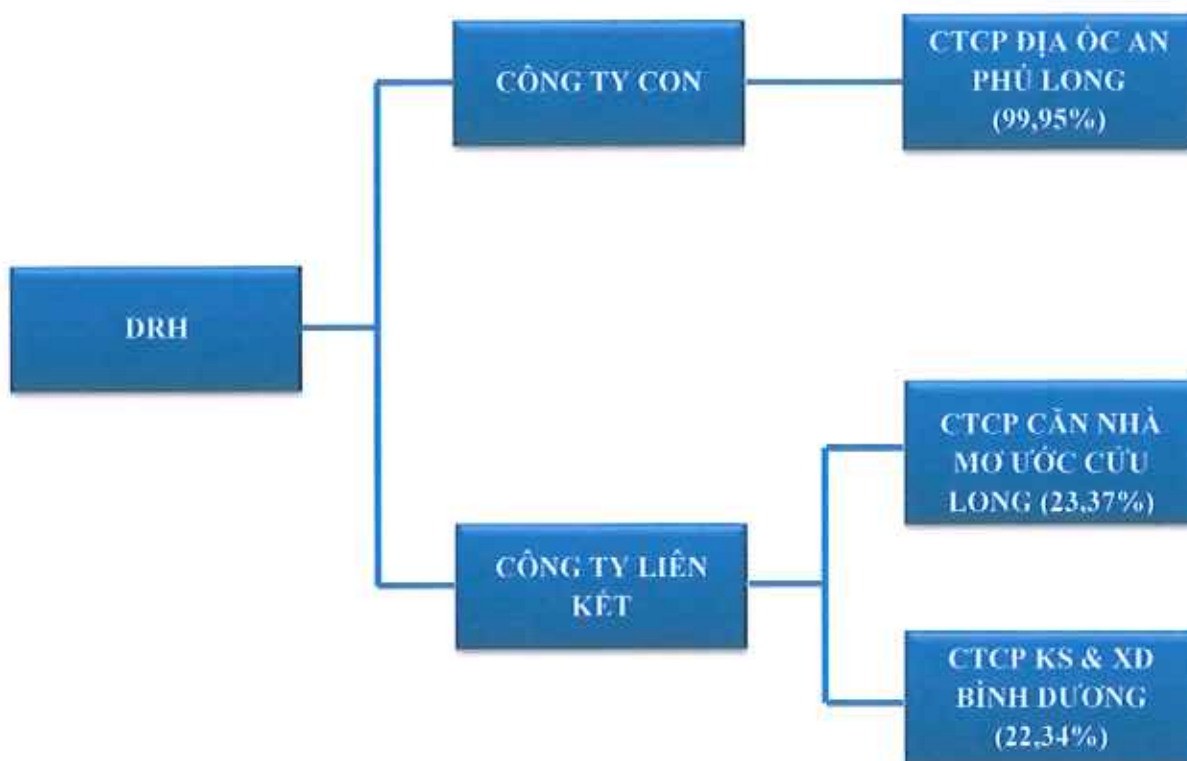 CÔNG TY CON
CTCP ĐỊA ỐC AN
PHÚ LONG
(99,95%)
DRH
CÔNG TY LIÊN
KẾT
CTCP CĂN NHÀ
MƠ ƯỚC CỬU
LONG (23,37%)
CTCP KS & XD
BÌNH DƯƠNG
(22,34%)